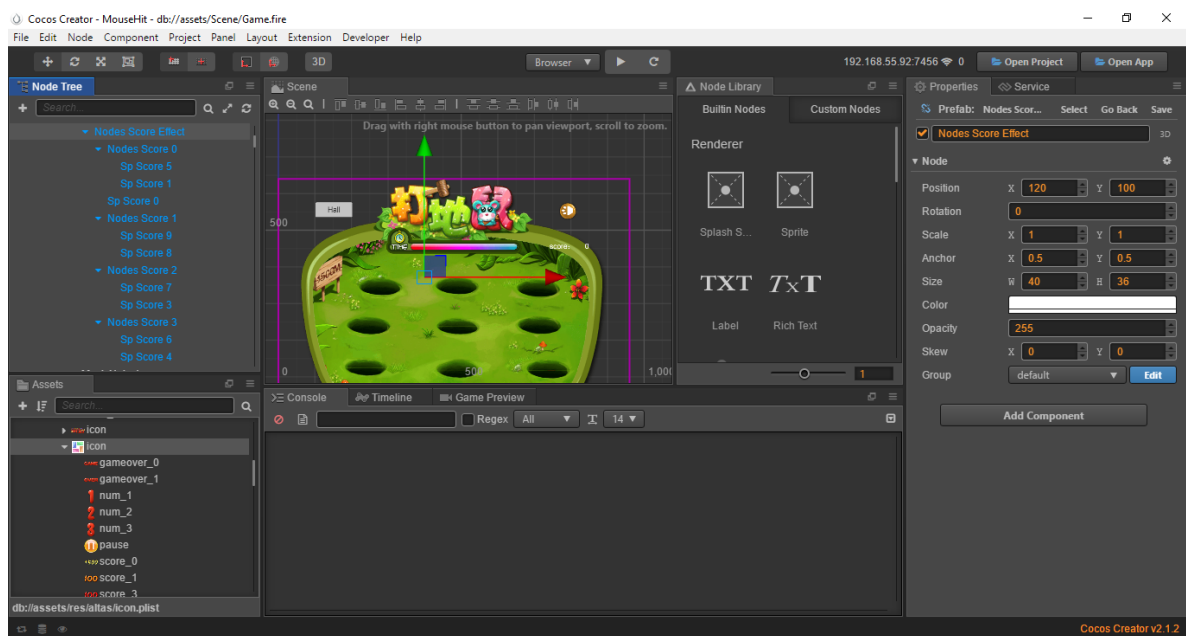 Cocos Creator - MouseHit - db://assets/Scene/Game.fire
File Edit Node Component Project Panel Layout Extension Developer Help
3D
Browser
192.168.55.92:7456 0
Open Project
Open App
Node Tree
Search...
Nodes Score Effect
Nodes Score 0
Sp Score 5
Sp Score 1
Sp Score 0
Nodes Score 1
Sp Score 9
Sp Score 8
Nodes Score 2
Sp Score 7
Sp Score 3
Nodes Score 3
Sp Score 6
Sp Score 4
Assets
Search...
icon
icon
gameover_0
gameover_1
num_1
num_2
num_3
pause
score_0
score_1
score_3
db://assets/res/altas/icon.plist
Scene
Drag with right mouse button to pan viewport, scroll to zoom.
500
Hall
打地鼠
TIME
score: 0
0
500
1,000
Console
Timeline
Game Preview
Regex
All
14
Node Library
Builtin Nodes
Custom Nodes
Renderer
Splash S...
Sprite
TXT
TxT
Label
Rich Text
1
Properties
Service
Prefab: Nodes Scor... Select Go Back Save
Nodes Score Effect 3D
Node
Position X 120 Y 100
Rotation 0
Scale X 1 Y 1
Anchor X 0.5 Y 0.5
Size W 40 H 36
Color
Opacity 255
Skew X 0 Y 0
Group default Edit
Add Component
Cocos Creator v2.1.2